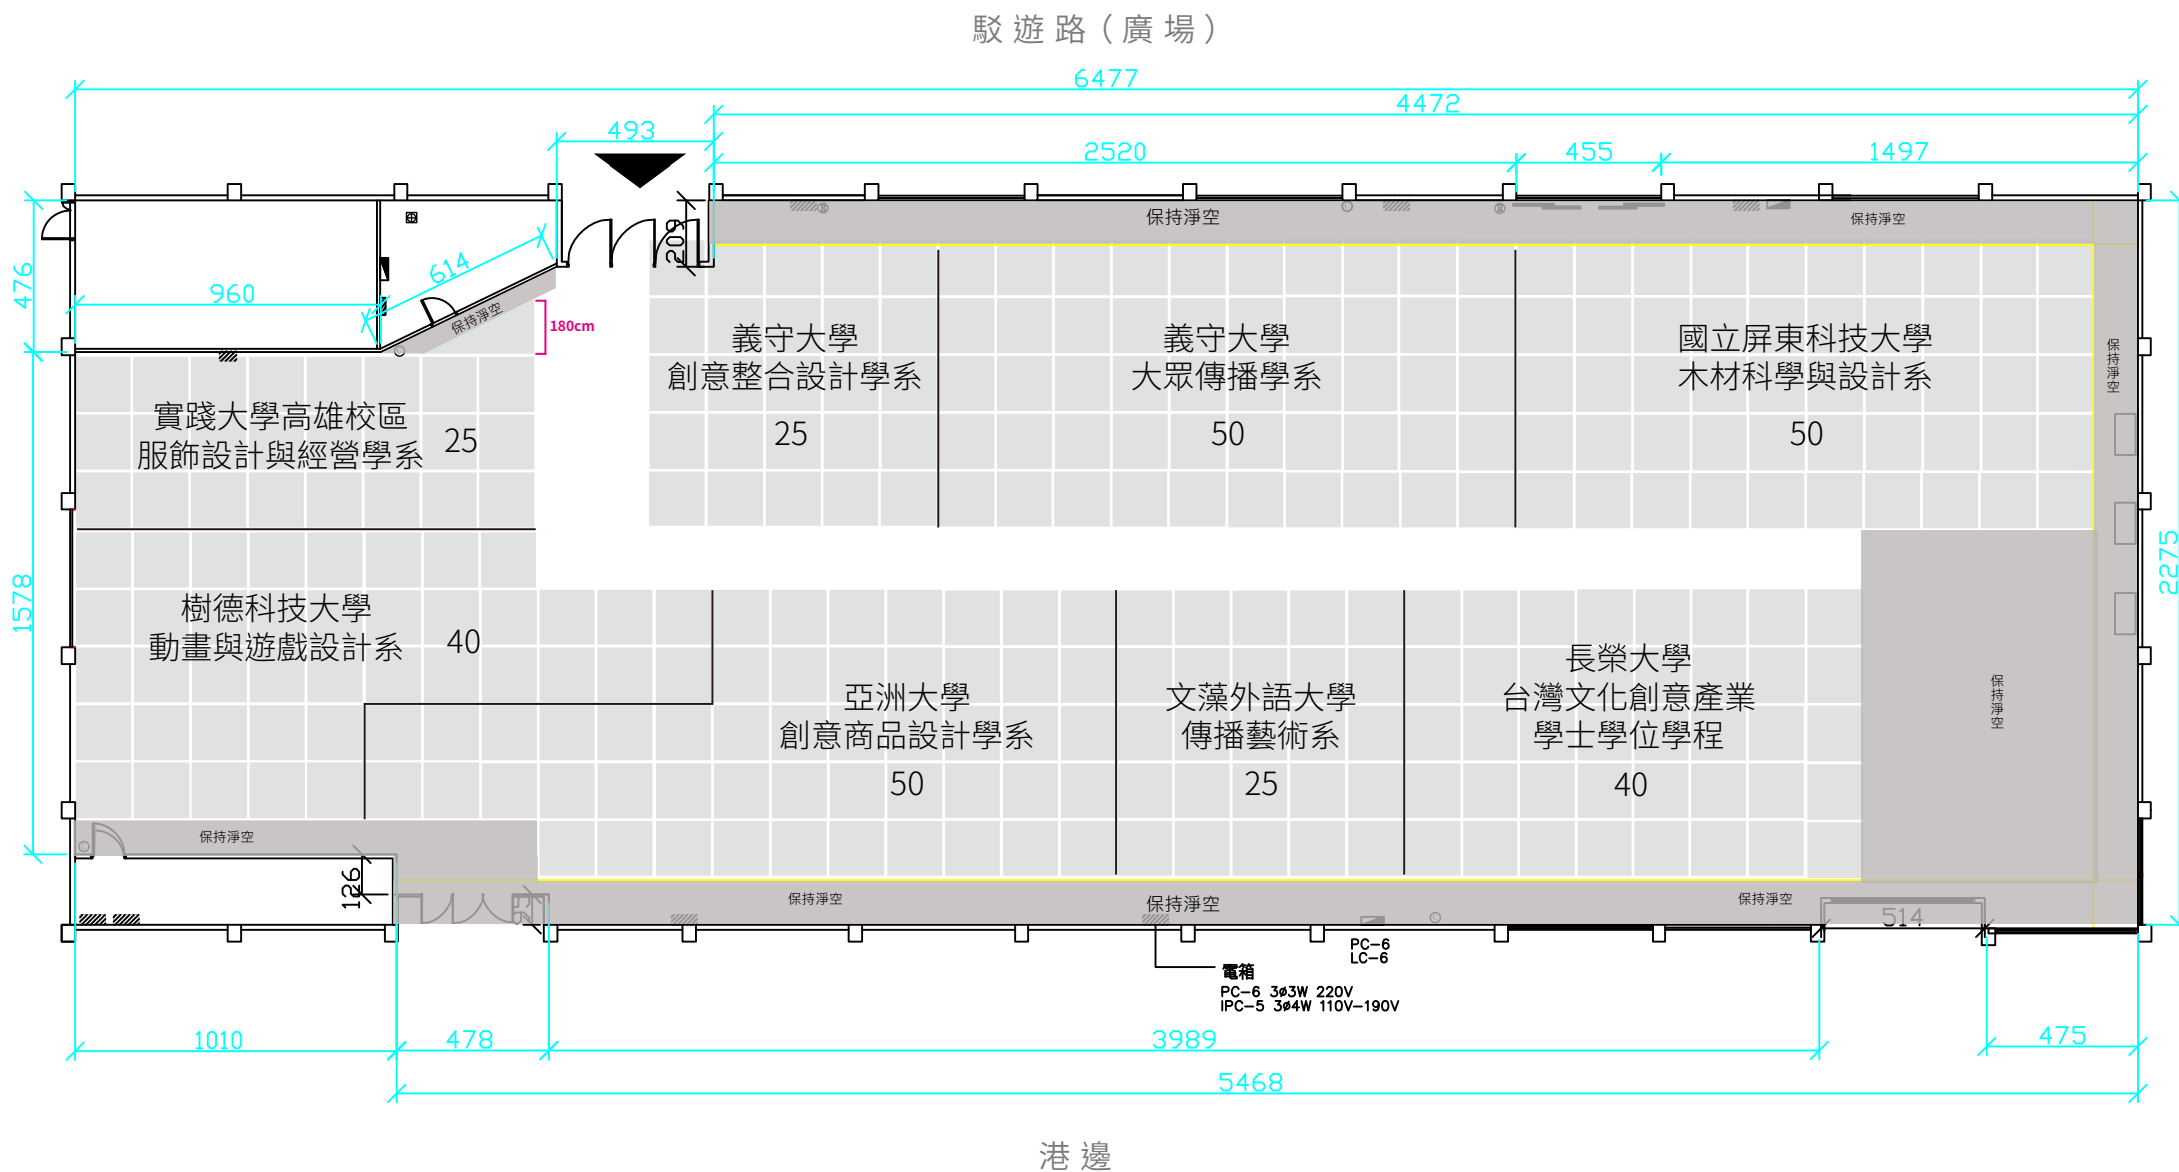 駁遊路（廣場）
6477
4472
493
2520
455
1497
保持淨空
保持淨空
209
476
960
614
保持淨空
180cm
義守大學
創意整合設計學系
25
義守大學
大眾傳播學系
50
國立屏東科技大學
木材科學與設計系
50
保持淨空
實踐大學高雄校區
服飾設計與經營學系
25
1578
2275
樹德科技大學
動畫與遊戲設計系
40
亞洲大學
創意商品設計學系
50
文藻外語大學
傳播藝術系
25
長榮大學
台灣文化創意產業
學士學位學程
40
保持淨空
保持淨空
126
保持淨空
保持淨空
保持淨空
514
PC-6
LC-6
電箱
PC-6 3ø3W 220V
IPC-5 3ø4W 110V-190V
1010
478
3989
475
5468
港邊